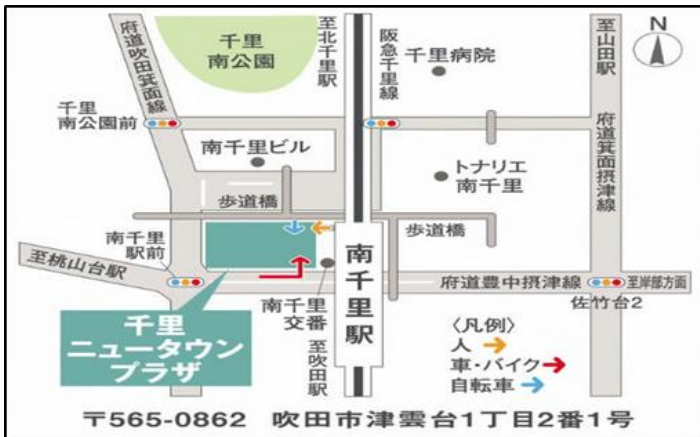 府道吹田箕面線
千里
南公園
至北千里駅
阪急千里線
千里病院
至山田駅
N
千里
南公園前
南千里ビル
トナリエ
南千里
府道箕面摂津線
歩道橋
歩道橋
南千里
駅前
至桃山台駅
南千里駅
府道豊中摂津線
至岸部方面
佐竹台2
南千里
交番
千里
ニュータウン
プラザ
至吹田駅
〈凡例〉
人
車・バイク
自転車
〒565-0862 吹田市津雲台1丁目2番1号